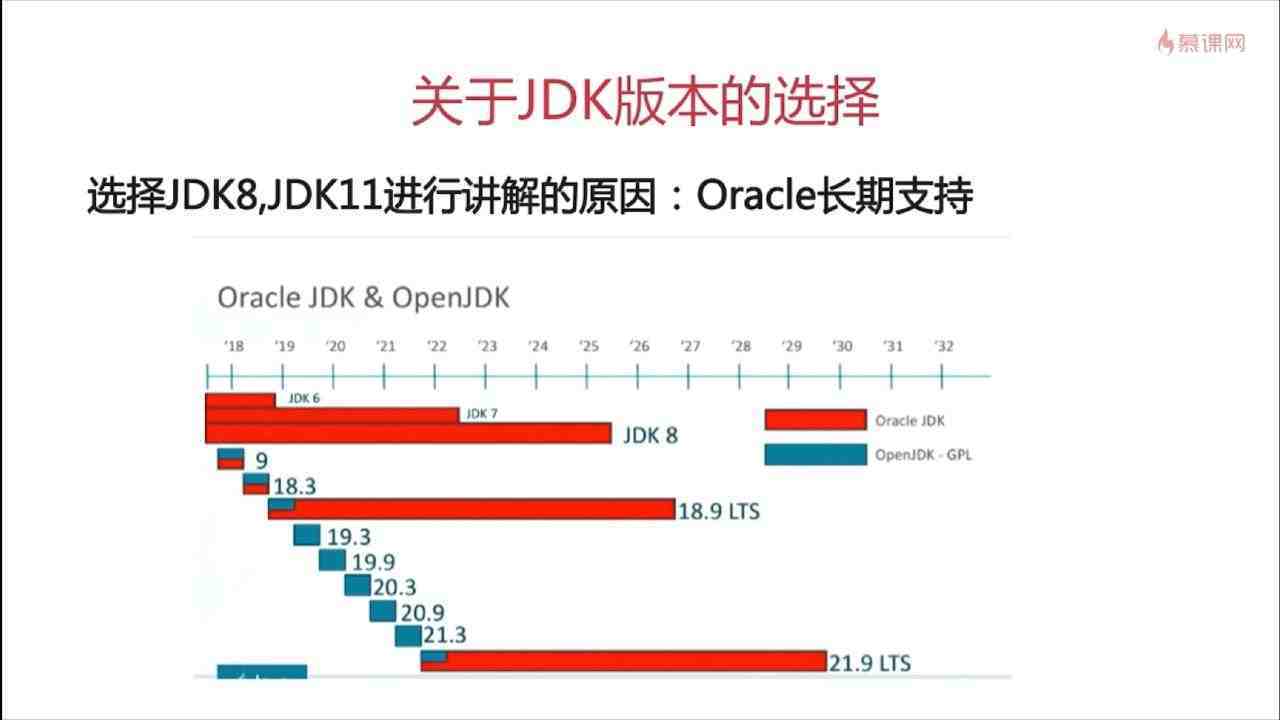 慕课网
关于JDK版本的选择
选择JDK8,JDK11进行讲解的原因：Oracle长期支持
Oracle JDK & OpenJDK
'18 '19 '20 '21 '22 '23 '24 '25 '26 '27 '28 '29 '30 '31 '32
JDK 6
JDK 7
JDK 8
Oracle JDK
OpenJDK - GPL
9
18.3
18.9 LTS
19.3
19.9
20.3
20.9
21.3
21.9 LTS